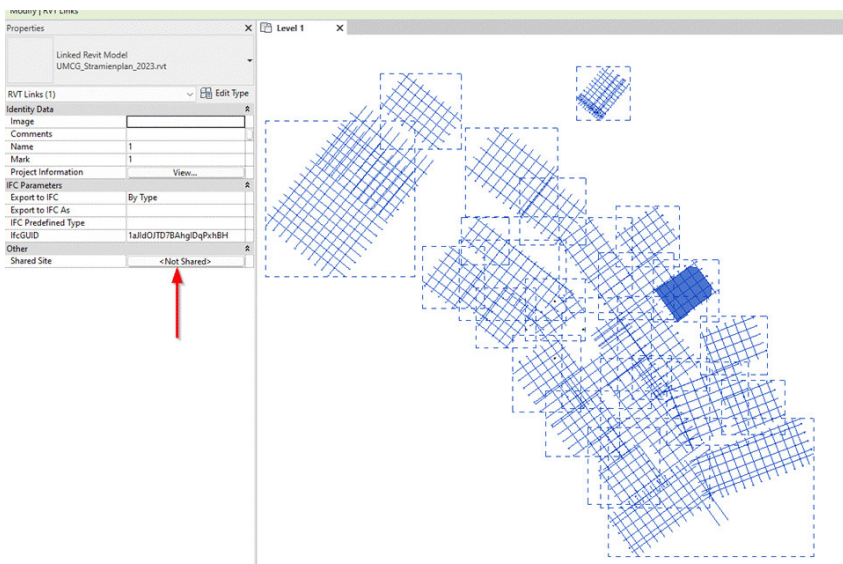 Modify | RVT Links
Properties
Level 1
Linked Revit Model
UMCG_Stramienplan_2023.rvt
RVT Links (1)
Edit Type
Identity Data
Image
Comments
Name 1
Mark 1
Project Information View...
IFC Parameters
Export to IFC By Type
Export to IFC As
IFC Predefined Type
IfcGUID 1aJldOJTD7BAhglDqPxhBH
Other
Shared Site <Not Shared>